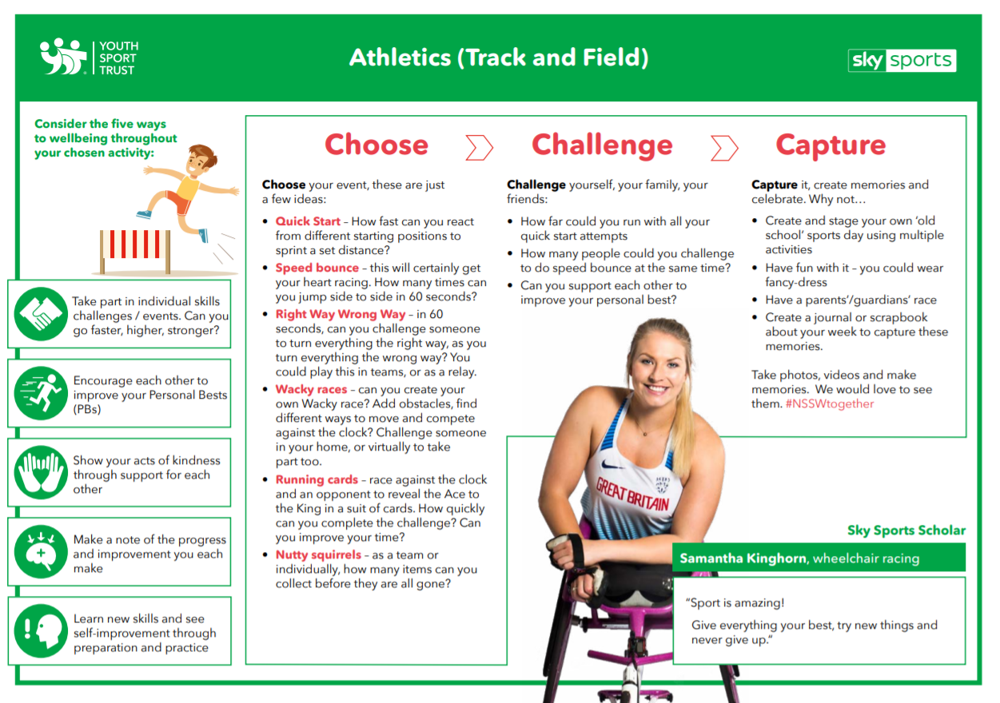 YOUTH
SPORT
TRUST
Athletics (Track and Field)
sky sports
Consider the five ways
to wellbeing throughout
your chosen activity:
Take part in individual skills
challenges / events. Can you
go faster, higher, stronger?
Encourage each other to
improve your Personal Bests
(PBs)
Show your acts of kindness
through support for each
other
Make a note of the progress
and improvement you each
make
Learn new skills and see
self-improvement through
preparation and practice
Choose
Choose your event, these are just
a few ideas:
• Quick Start – How fast can you react
from different starting positions to
sprint a set distance?
• Speed bounce – this will certainly get
your heart racing. How many times can
you jump side to side in 60 seconds?
• Right Way Wrong Way – in 60
seconds, can you challenge someone
to turn everything the right way, as you
turn everything the wrong way? You
could play this in teams, or as a relay.
• Wacky races – can you create your
own Wacky race? Add obstacles, find
different ways to move and compete
against the clock? Challenge someone
in your home, or virtually to take
part too.
• Running cards – race against the clock
and an opponent to reveal the Ace to
the King in a suit of cards. How quickly
can you complete the challenge? Can
you improve your time?
• Nutty squirrels – as a team or
individually, how many items can you
collect before they are all gone?
Challenge
Challenge yourself, your family, your
friends:
• How far could you run with all your
quick start attempts
• How many people could you challenge
to do speed bounce at the same time?
• Can you support each other to
improve your personal best?
Capture
Capture it, create memories and
celebrate. Why not…
• Create and stage your own ‘old
school’ sports day using multiple
activities
• Have fun with it – you could wear
fancy-dress
• Have a parents’/guardians’ race
• Create a journal or scrapbook
about your week to capture these
memories.
Take photos, videos and make
memories. We would love to see
them. #NSSWtogether
GREAT BRITAIN
Sky Sports Scholar
Samantha Kinghorn, wheelchair racing
“Sport is amazing!
Give everything your best, try new things and
never give up.”